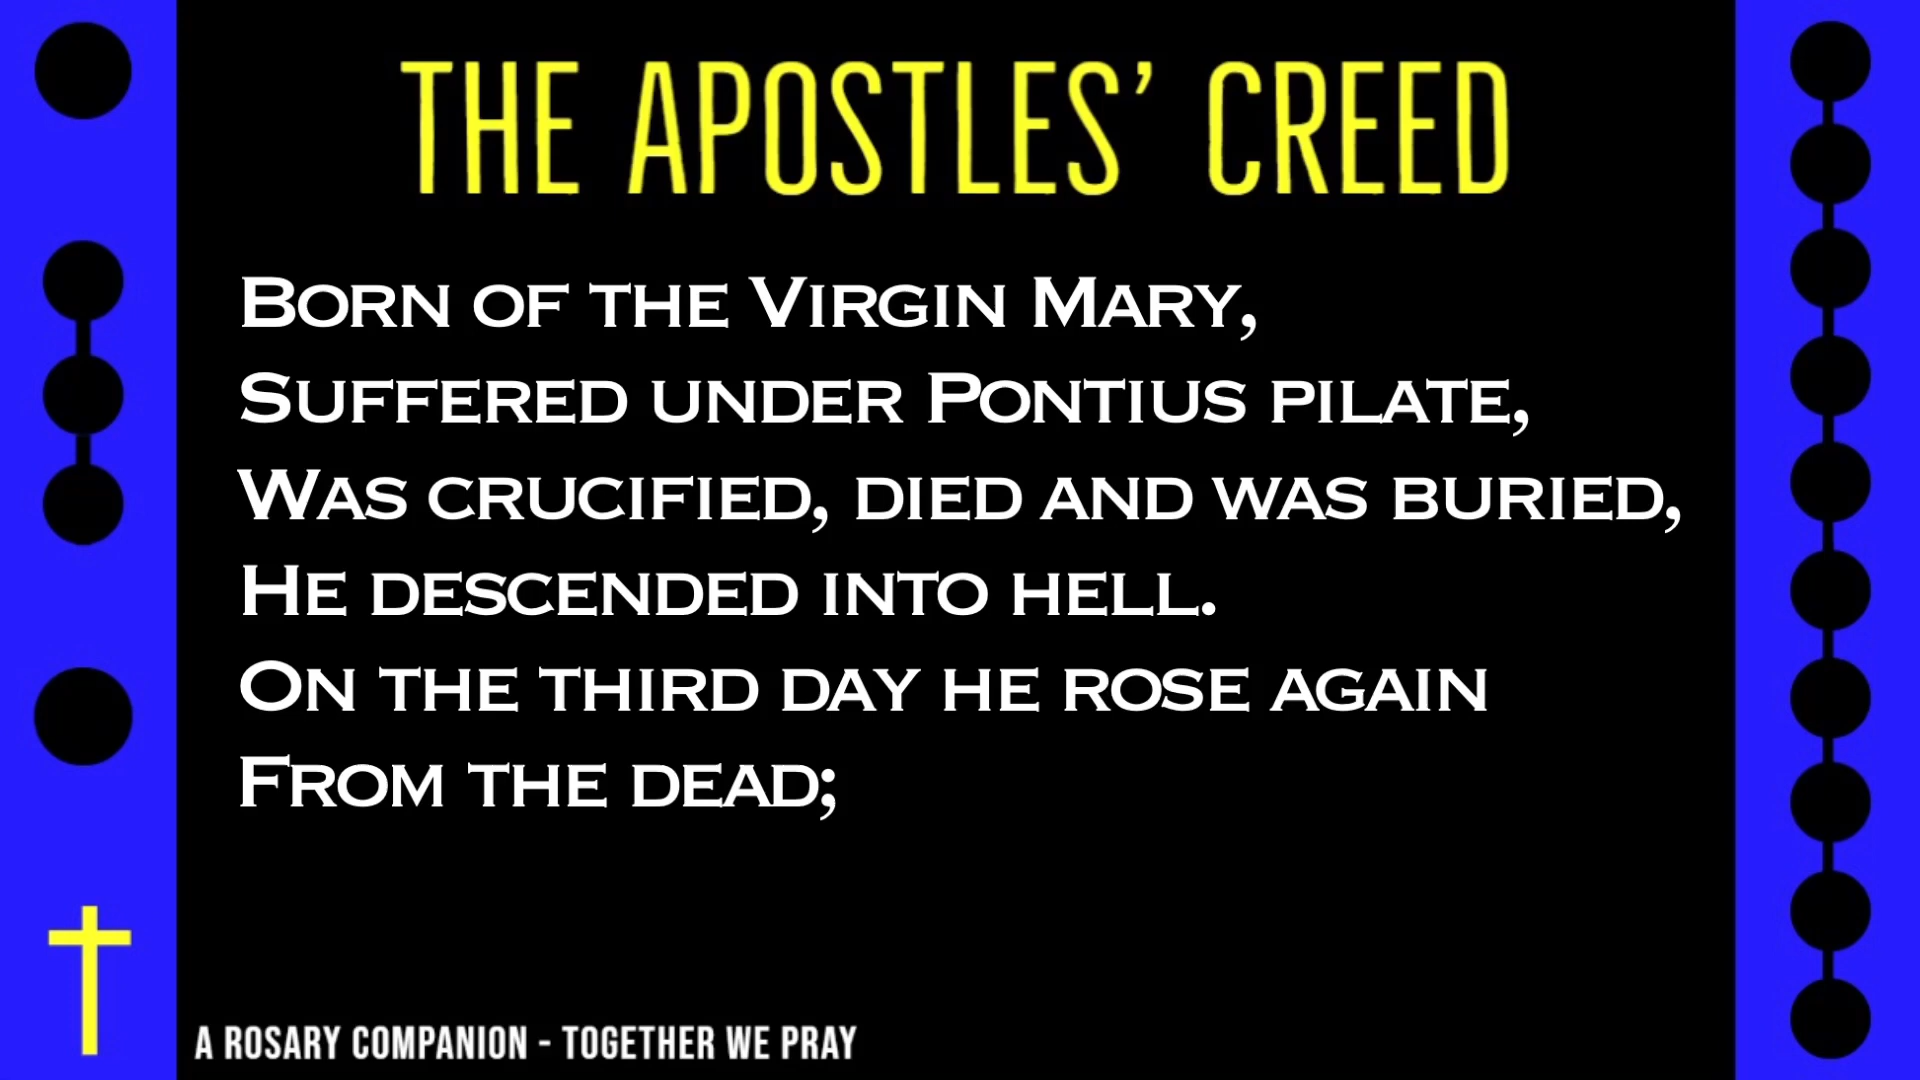 THE APOSTLES’ CREED
Born of the Virgin Mary,
Suffered under Pontius pilate,
Was crucified, died and was buried,
He descended into hell.
On the third day he rose again
From the dead;
A ROSARY COMPANION - TOGETHER WE PRAY